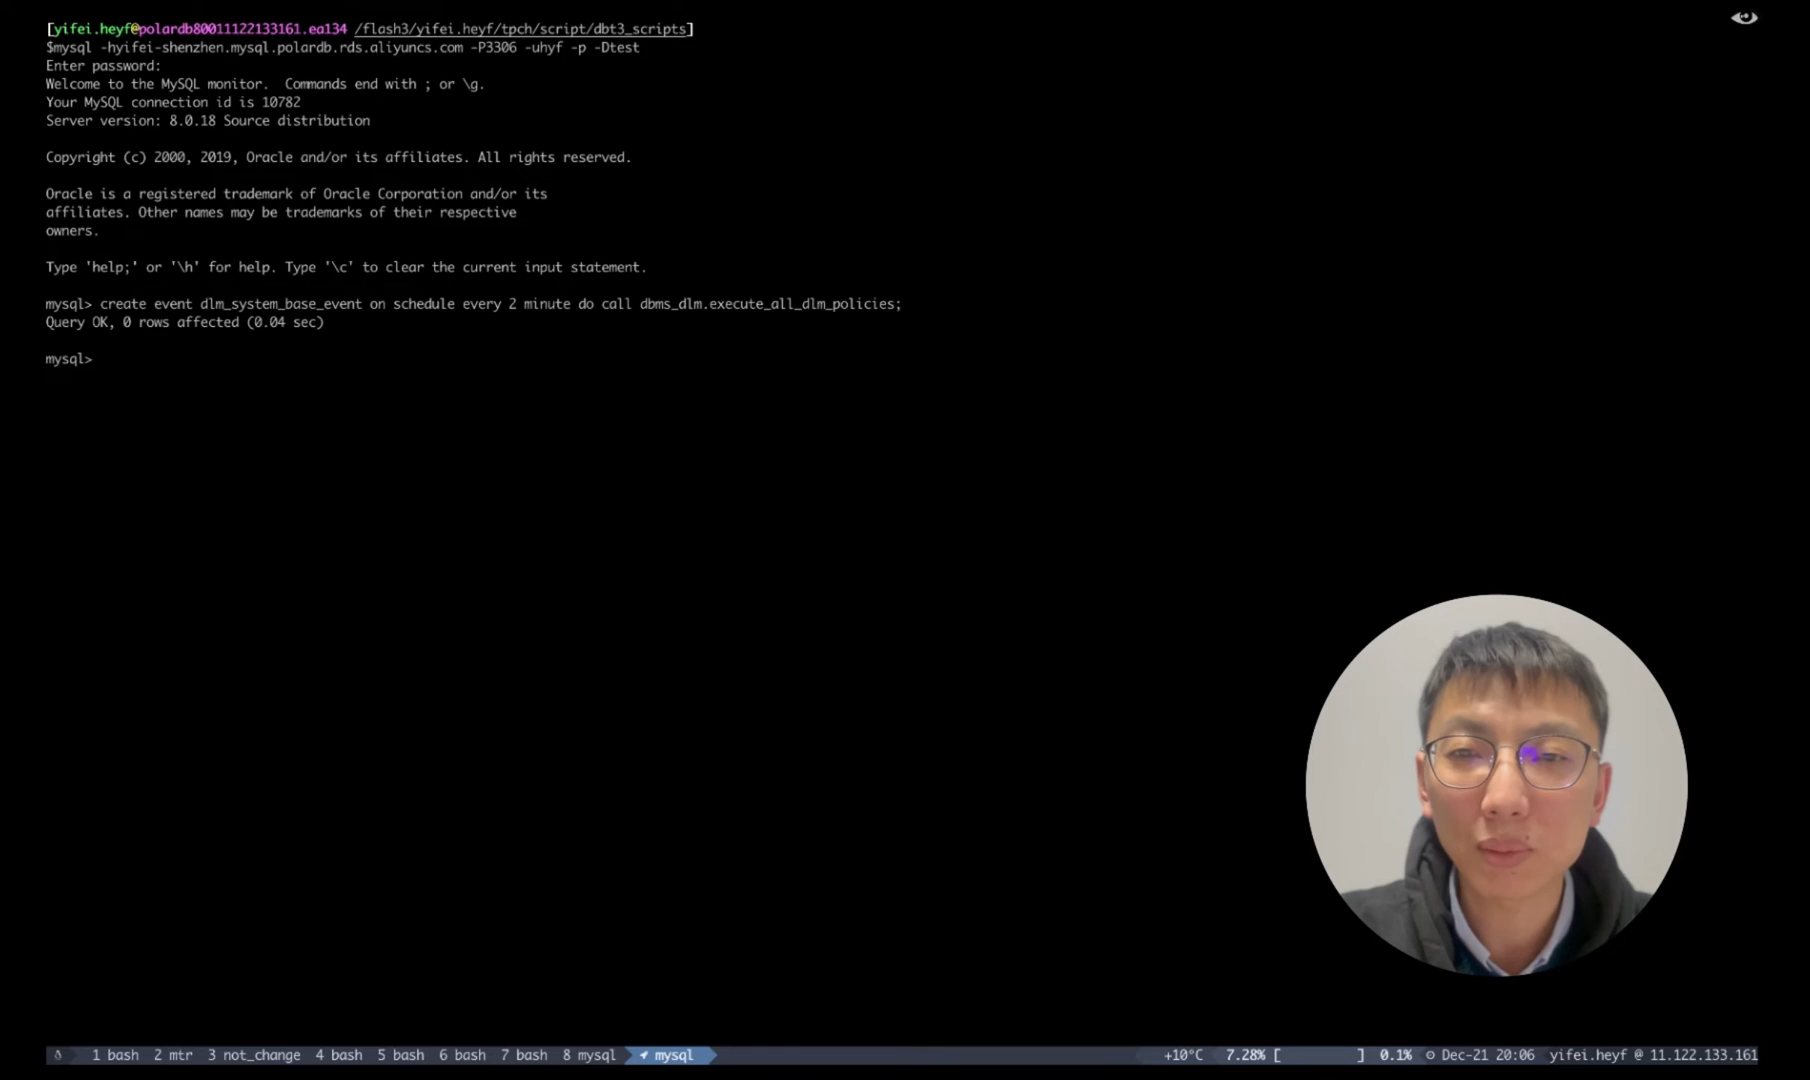 [yifei.heyf@polardb80011122133161.ea134 /flash3/yifei.heyf/tpch/script/dbt3_scripts]
$mysql -hyifei-shenzhen.mysql.polardb.rds.aliyuncs.com -P3306 -uhyf -p -Dtest
Enter password:
Welcome to the MySQL monitor.  Commands end with ; or \g.
Your MySQL connection id is 10782
Server version: 8.0.18 Source distribution
Copyright (c) 2000, 2019, Oracle and/or its affiliates. All rights reserved.
Oracle is a registered trademark of Oracle Corporation and/or its
affiliates. Other names may be trademarks of their respective
owners.
Type 'help;' or '\h' for help. Type '\c' to clear the current input statement.
mysql> create event dlm_system_base_event on schedule every 2 minute do call dbms_dlm.execute_all_dlm_policies;
Query OK, 0 rows affected (0.04 sec)
mysql>
1 bash 2 mtr 3 not_change 4 bash 5 bash 6 bash 7 bash 8 mysql mysql +10°C 7.28% [ ] 0.1% Dec-21 20:06 yifei.heyf @ 11.122.133.161